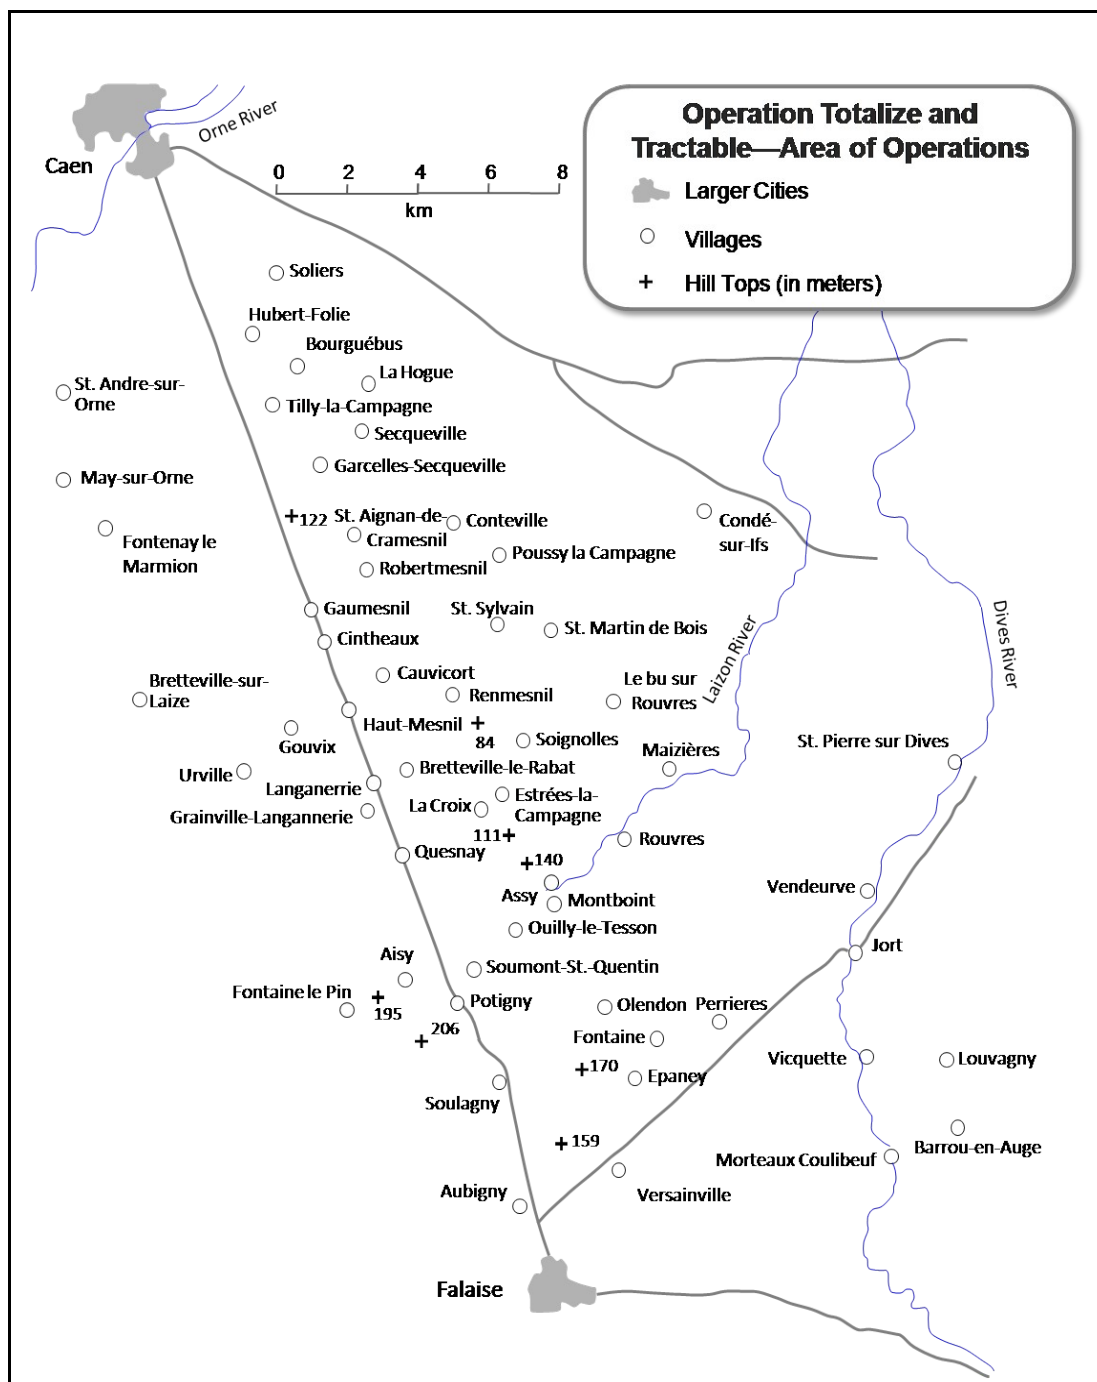 Operation Totalize and
Tractable—Area of Operations
Larger Cities
Villages
Hill Tops (in meters)
Orne River
Caen
0 2 4 6 8
km
Soliers
Hubert-Folie
Bourguébus
La Hogue
St. Andre-sur-
Orne
Tilly-la-Campagne
Secqueville
Garcelles-Secqueville
May-sur-Orne
122
St. Aignan-de-
Cramesnil
Conteville
Condé-
sur-Ifs
Fontenay le
Marmion
Poussy la Campagne
Robertmesnil
Gaumesnil
St. Sylvain
St. Martin de Bois
Cintheaux
Laizon River
Dives River
Cauvicort
Renmesnil
Le bu sur
Rouvres
Bretteville-sur-
Laize
Haut-Mesnil
84
Gouvix
Soignolles
Maizières
St. Pierre sur Dives
Urville
Bretteville-le-Rabat
Langanerrie
La Croix
Estrées-la-
Campagne
Grainville-Langannerie
111
Rouvres
Quesnay
140
Assy
Montboint
Vendeurve
Ouilly-le-Tesson
Jort
Aisy
Soumont-St.-Quentin
Fontaine le Pin
195
Potigny
Olendon
Perrieres
206
Fontaine
170
Epaney
Vicquette
Louvagny
Soulagny
159
Barrou-en-Auge
Morteaux Coulibeuf
Versainville
Aubigny
Falaise